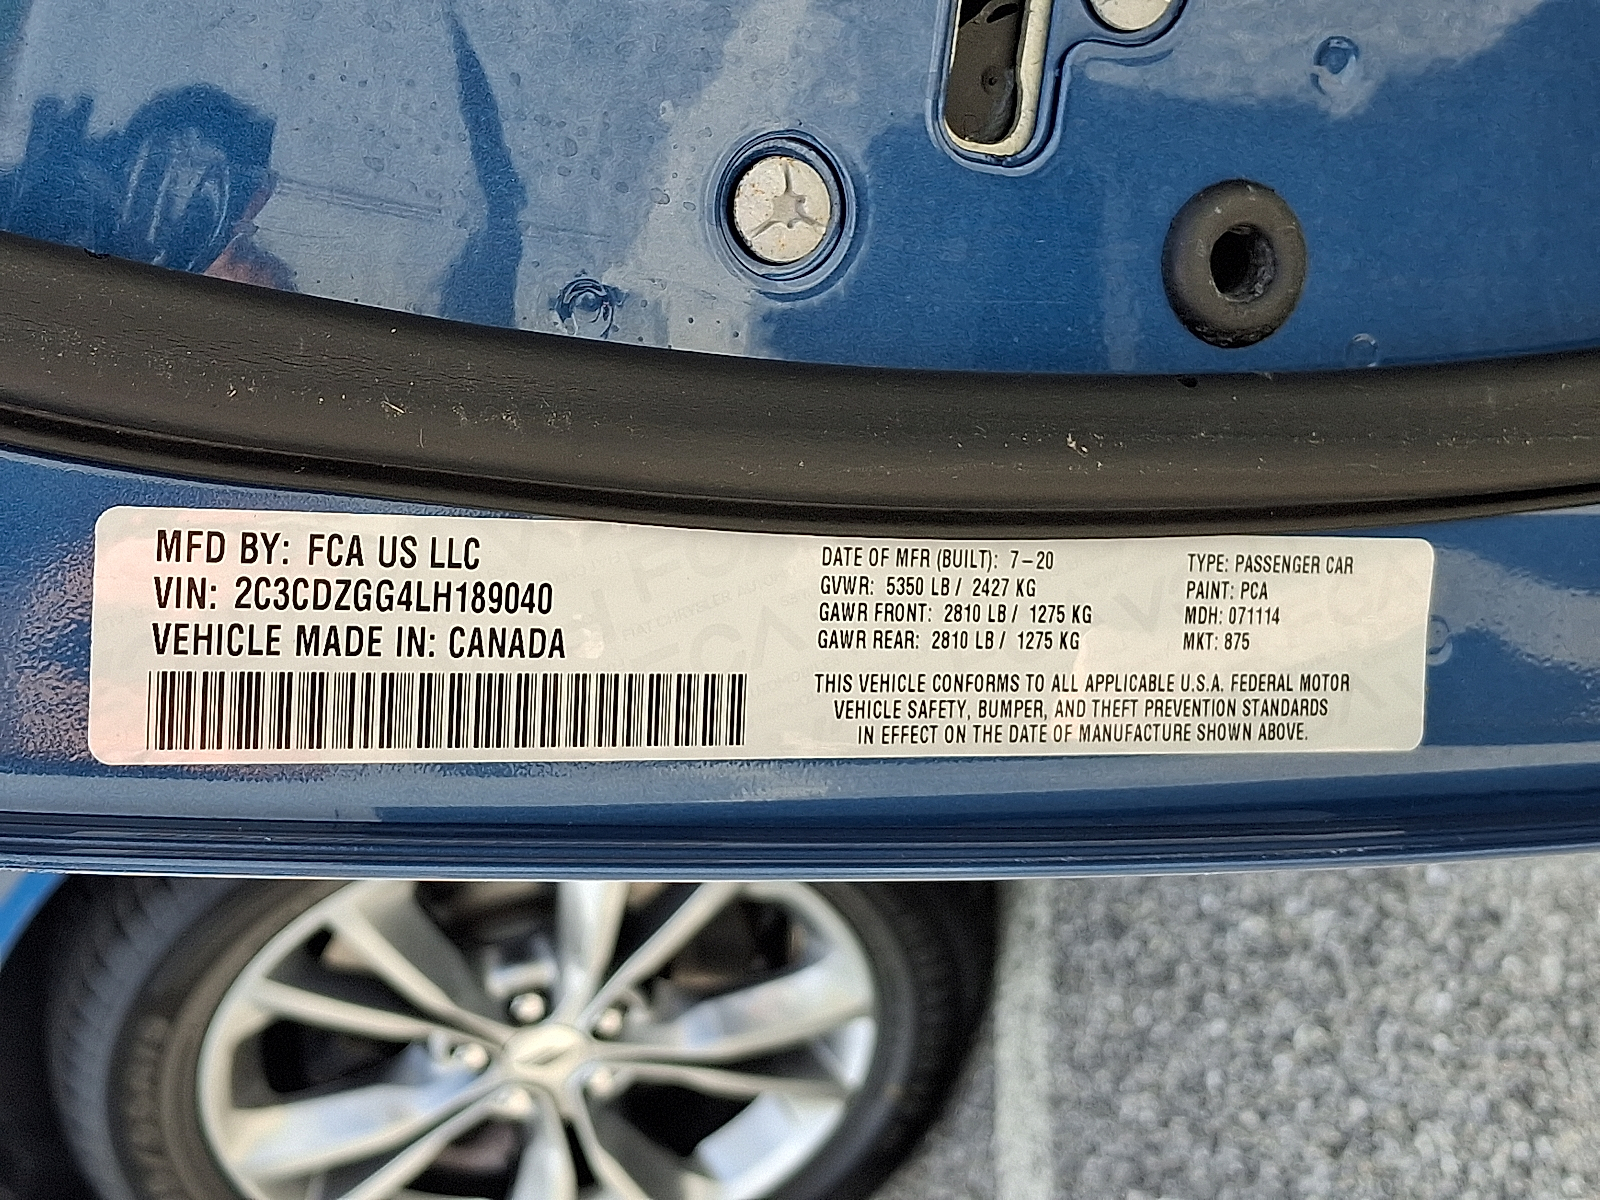 MFD BY: FCA US LLC
VIN: 2C3CDZGG4LH189040
VEHICLE MADE IN: CANADA
DATE OF MFR (BUILT): 7-20
GVWR: 5350 LB / 2427 KG
GAWR FRONT: 2810 LB / 1275 KG
GAWR REAR: 2810 LB / 1275 KG
TYPE: PASSENGER CAR
PAINT: PCA
MDH: 071114
MKT: 875
THIS VEHICLE CONFORMS TO ALL APPLICABLE U.S.A. FEDERAL MOTOR
VEHICLE SAFETY, BUMPER, AND THEFT PREVENTION STANDARDS
IN EFFECT ON THE DATE OF MANUFACTURE SHOWN ABOVE.